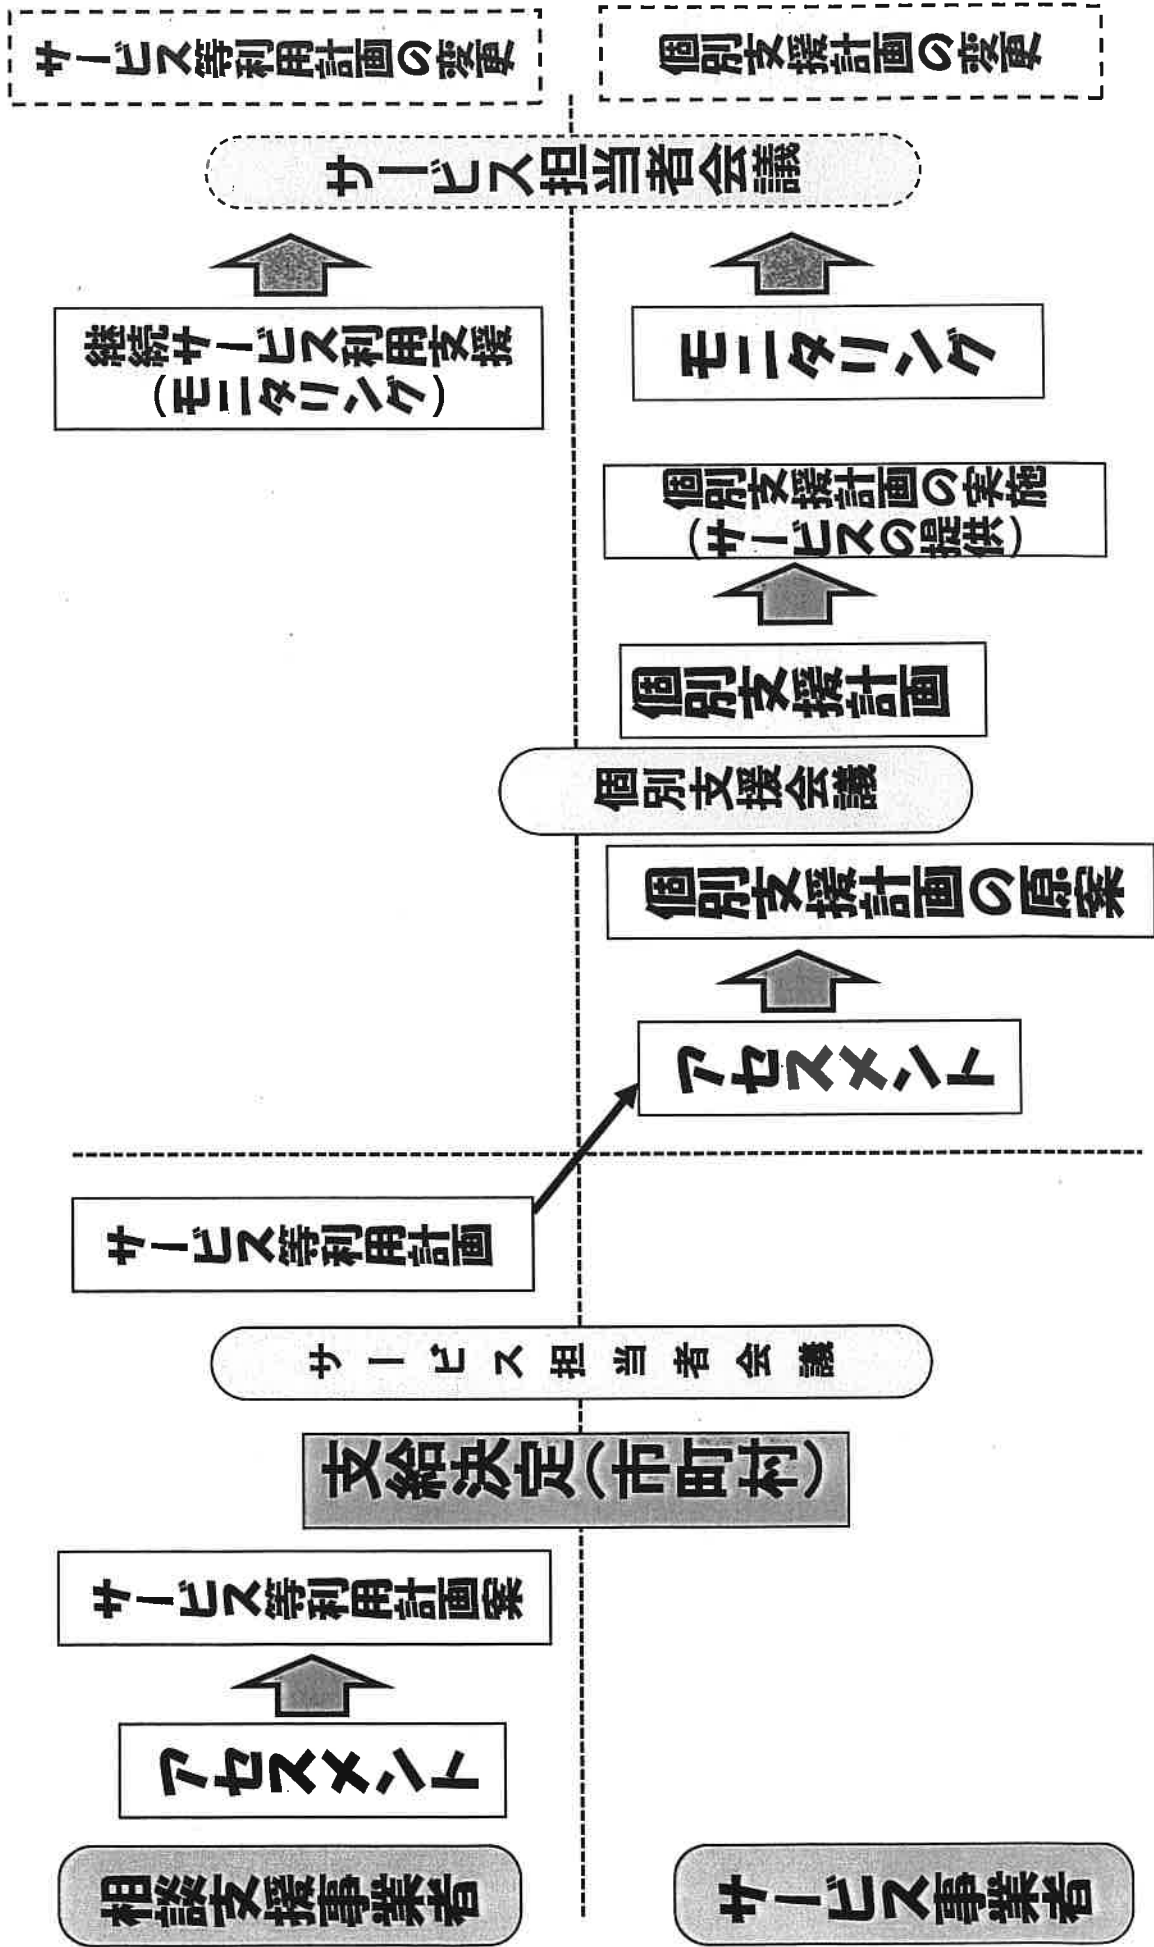 相談支援事業者
アセスメント
サービス等利用計画案
支給決定(市町村)
サービス担当者会議
サービス等利用計画
サービス事業者
アセスメント
個別支援計画の原案
個別支援会議
個別支援計画
個別支援計画の実施
(サービスの提供)
継続サービス利用支援
(モニタリング)
モニタリング
サービス担当者会議
サービス等利用計画の変更
個別支援計画の変更